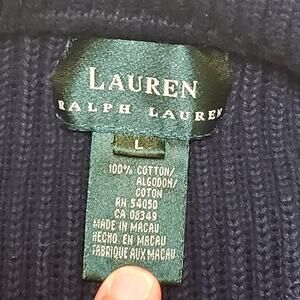 LAUREN
RALPH LAUREN
L
100% COTTON/
ALGODON/
COTON
RN 54050
CA 08349
MADE IN MACAU
HECHO EN MACAU
FABRIQUE AUX MACAU